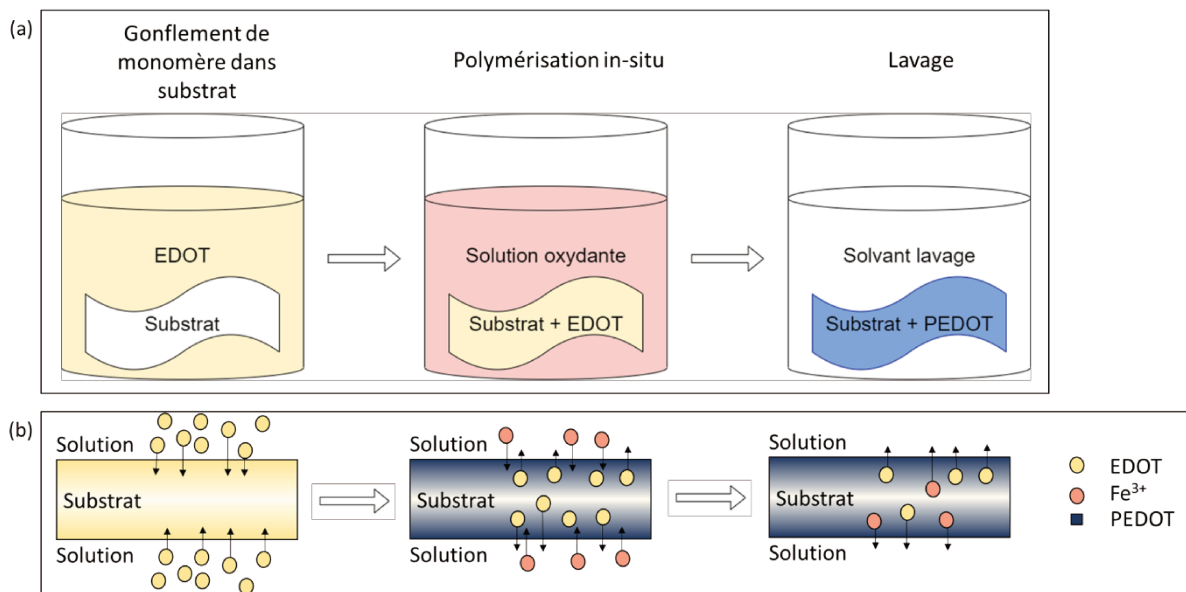 (a)
Gonflement de
monomère dans
substrat
Polymérisation in-situ
Lavage
EDOT
Substrat
Solution oxydante
Substrat + EDOT
Solvant lavage
Substrat + PEDOT
(b)
Solution
Substrat
Solution
Solution
Substrat
Solution
Solution
Substrat
Solution
EDOT
Fe³⁺
PEDOT